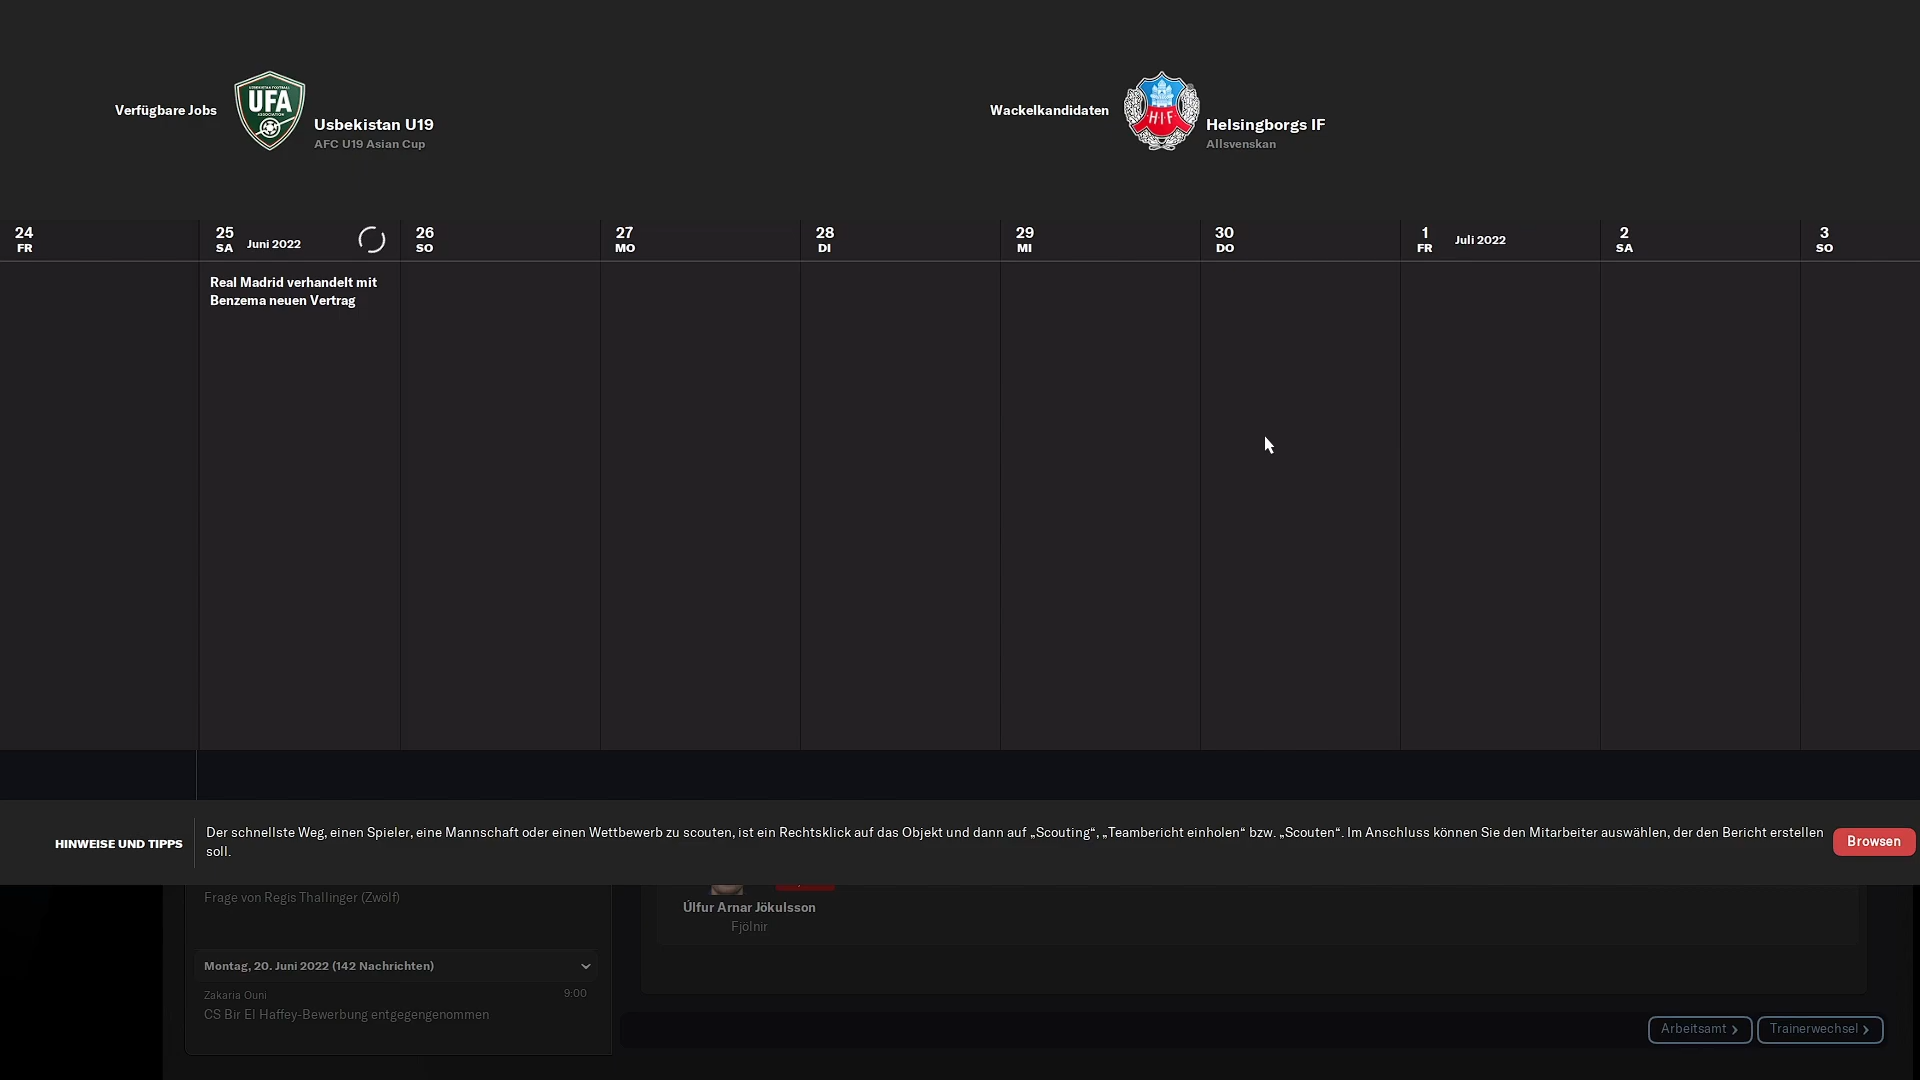 Verfügbare Jobs
UFA
ASSOCIATION
Usbekistan U19
AFC U19 Asian Cup
Wackelkandidaten
HIF
Helsingborgs IF
Allsvenskan
24
FR
25
SA Juni 2022
26
SO
27
MO
28
DI
29
MI
30
DO
1
FR Juli 2022
2
SA
3
SO
Real Madrid verhandelt mit
Benzema neuen Vertrag
HINWEISE UND TIPPS
Der schnellste Weg, einen Spieler, eine Mannschaft oder einen Wettbewerb zu scouten, ist ein Rechtsklick auf das Objekt und dann auf „Scouting“, „Teambericht einholen“ bzw. „Scouten“. Im Anschluss können Sie den Mitarbeiter auswählen, der den Bericht erstellen
soll.
Browsen
Frage von Regis Thallinger (Zwölf)
Úlfur Arnar Jökulsson
Fjölnir
Montag, 20. Juni 2022 (142 Nachrichten)
Zakaria Ouni 9:00
CS Bir El Haffey-Bewerbung entgegengenommen
Arbeitsamt
Trainerwechsel